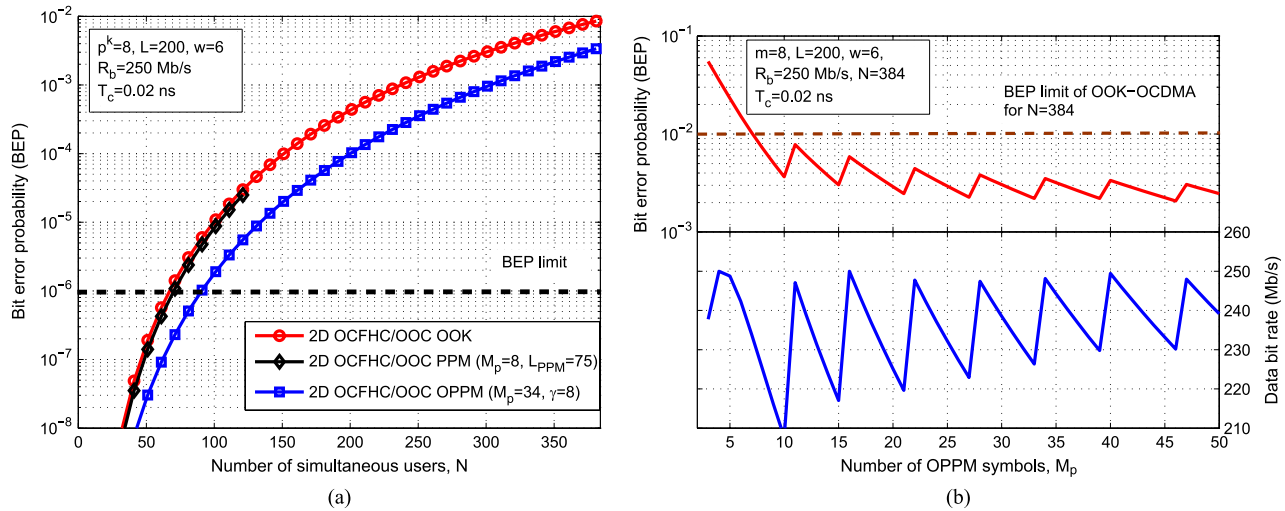 10⁻²
10⁻³
10⁻⁴
10⁻⁵
10⁻⁶
10⁻⁷
10⁻⁸
Bit error probability (BEP)
pᵏ=8, L=200, w=6
R_b=250 Mb/s
T_c=0.02 ns
BEP limit
2D OCFHC/OOC OOK
2D OCFHC/OOC PPM (M_p=8, L_PPM=75)
2D OCFHC/OOC OPPM (M_p=34, γ=8)
0 50 100 150 200 250 300 350
Number of simultaneous users, N
(a)
10⁻¹
10⁻²
10⁻³
Bit error probability (BEP)
m=8, L=200, w=6,
R_b=250 Mb/s, N=384
T_c=0.02 ns
BEP limit of OOK−OCDMA
for N=384
260
250
240
230
220
210
Data bit rate (Mb/s)
5 10 15 20 25 30 35 40 45 50
Number of OPPM symbols, M_p
(b)